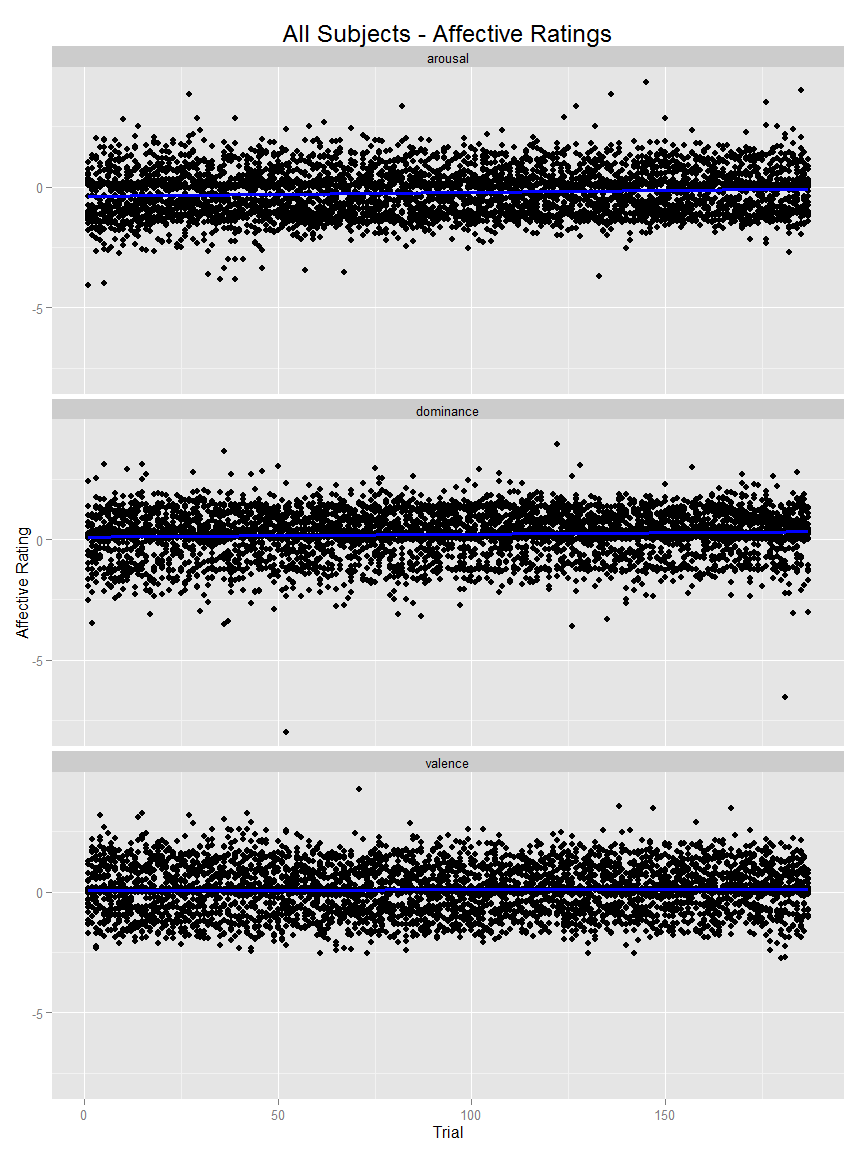 All Subjects - Affective Ratings
arousal
0
-5
dominance
0
-5
Affective Rating
valence
0
-5
0 50 100 150
Trial